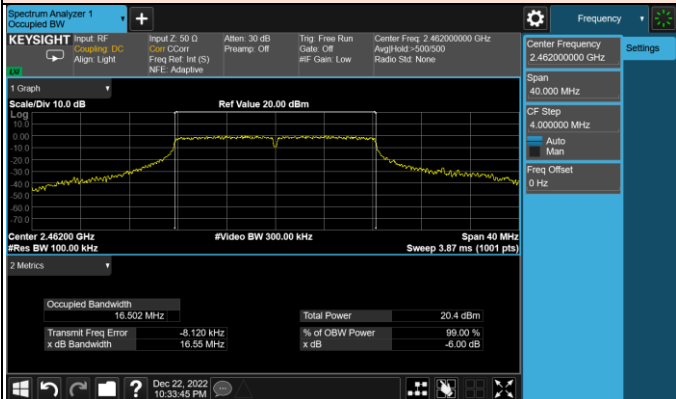 Spectrum Analyzer 1
Occupied BW
+
Frequency
KEYSIGHT
Input: RF
Coupling: DC
Align: Light
Input Z: 50 Ω
Corr CCorr
Freq Ref: Int (S)
NFE: Adaptive
Atten: 30 dB
Preamp: Off
Trig: Free Run
Gate: Off
#IF Gain: Low
Center Freq: 2.462000000 GHz
Avg|Hold:>500/500
Radio Std: None
Center Frequency
2.462000000 GHz
Settings
Span
40.000 MHz
CF Step
4.000000 MHz
Auto
Man
Freq Offset
0 Hz
1 Graph
Scale/Div 10.0 dB
Ref Value 20.00 dBm
Log
10.0
0.00
-10.0
-20.0
-30.0
-40.0
-50.0
-60.0
-70.0
Center 2.46200 GHz
#Video BW 300.00 kHz
Span 40 MHz
#Res BW 100.00 kHz
Sweep 3.87 ms (1001 pts)
2 Metrics
Occupied Bandwidth
16.502 MHz
Total Power 20.4 dBm
Transmit Freq Error -8.120 kHz
% of OBW Power 99.00 %
x dB Bandwidth 16.55 MHz
x dB -6.00 dB
?
Dec 22, 2022
10:33:45 PM